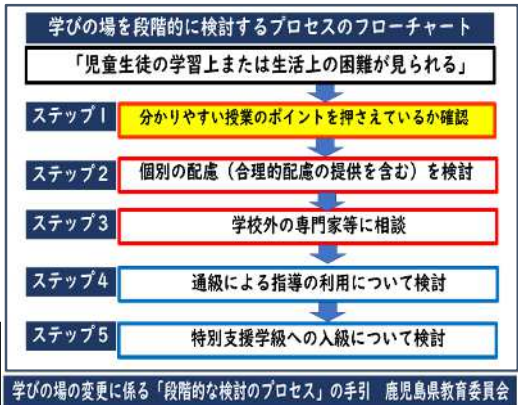 学びの場を段階的に検討するプロセスのフローチャート
「児童生徒の学習上または生活上の困難が見られる」
ステップ1 分かりやすい授業のポイントを押さえているか確認
ステップ2 個別の配慮（合理的配慮の提供を含む）を検討
ステップ3 学校外の専門家等に相談
ステップ4 通級による指導の利用について検討
ステップ5 特別支援学級への入級について検討
学びの場の変更に係る「段階的な検討のプロセス」の手引 鹿児島県教育委員会